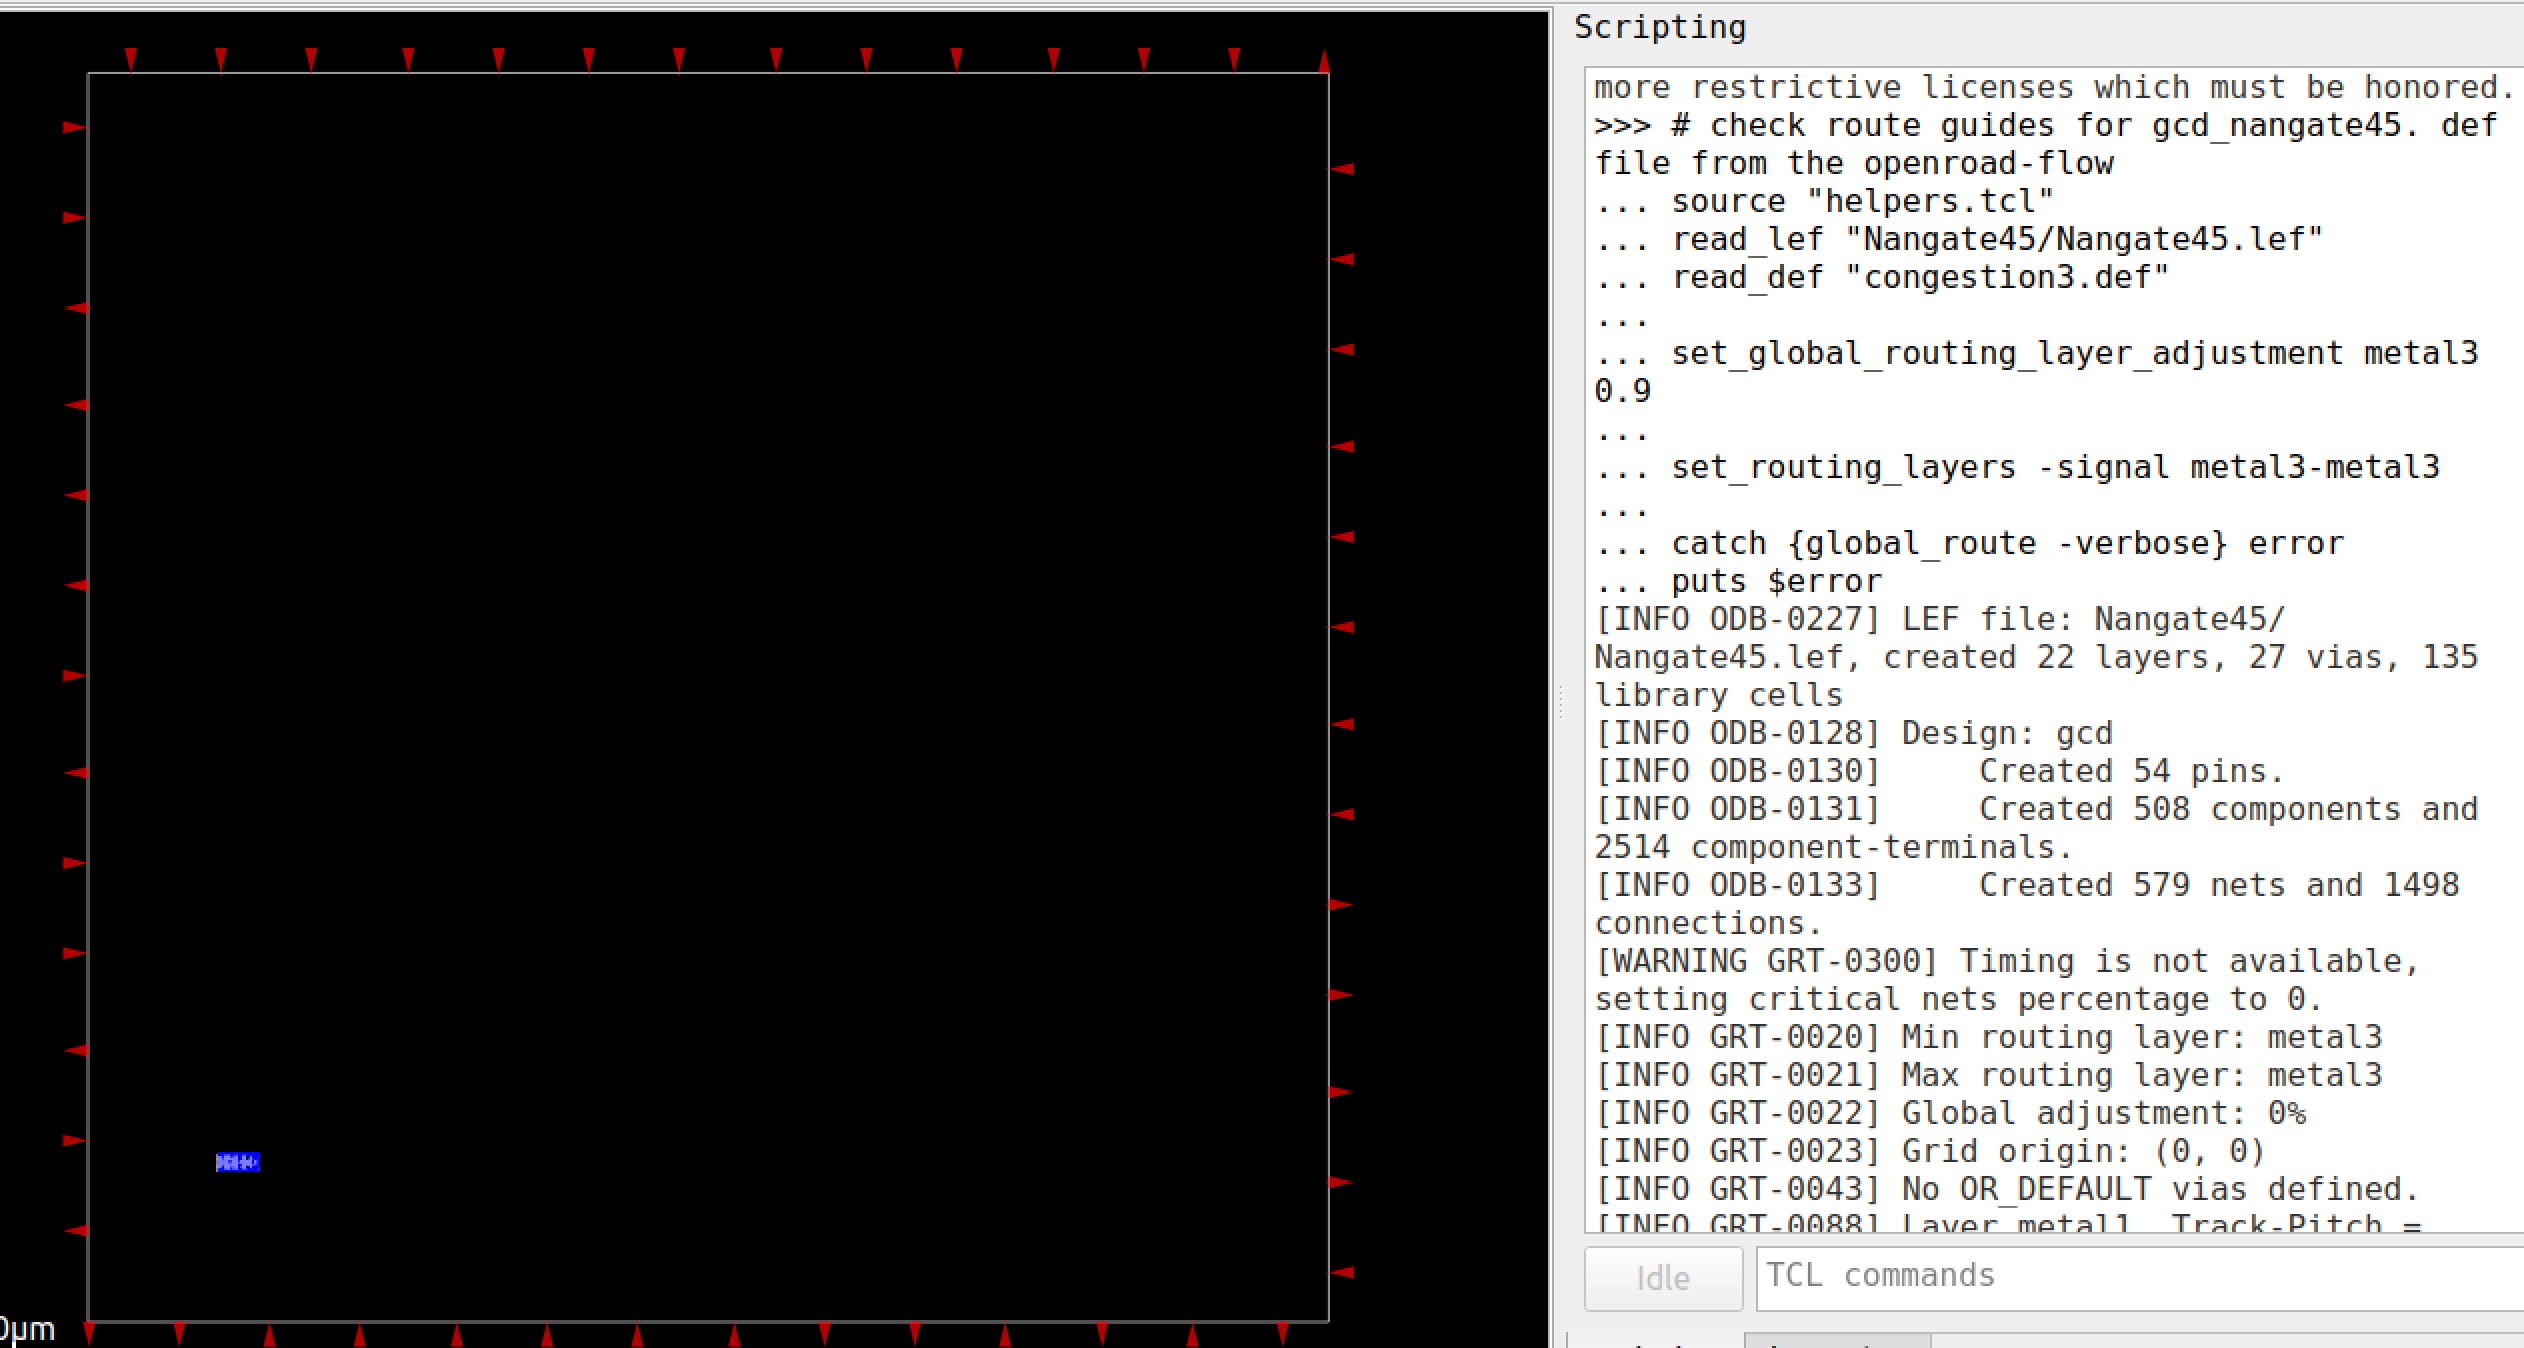 Scripting
more restrictive licenses which must be honored.
>>> # check route guides for gcd_nangate45. def
file from the openroad-flow
... source "helpers.tcl"
... read_lef "Nangate45/Nangate45.lef"
... read_def "congestion3.def"
...
... set_global_routing_layer_adjustment metal3
0.9
...
... set_routing_layers -signal metal3-metal3
...
... catch {global_route -verbose} error
... puts $error
[INFO ODB-0227] LEF file: Nangate45/
Nangate45.lef, created 22 layers, 27 vias, 135
library cells
[INFO ODB-0128] Design: gcd
[INFO ODB-0130]     Created 54 pins.
[INFO ODB-0131]     Created 508 components and
2514 component-terminals.
[INFO ODB-0133]     Created 579 nets and 1498
connections.
[WARNING GRT-0300] Timing is not available,
setting critical nets percentage to 0.
[INFO GRT-0020] Min routing layer: metal3
[INFO GRT-0021] Max routing layer: metal3
[INFO GRT-0022] Global adjustment: 0%
[INFO GRT-0023] Grid origin: (0, 0)
[INFO GRT-0043] No OR_DEFAULT vias defined.
[INFO GRT-0088] Layer metal1  Track-Pitch =
Idle
TCL commands
0μm